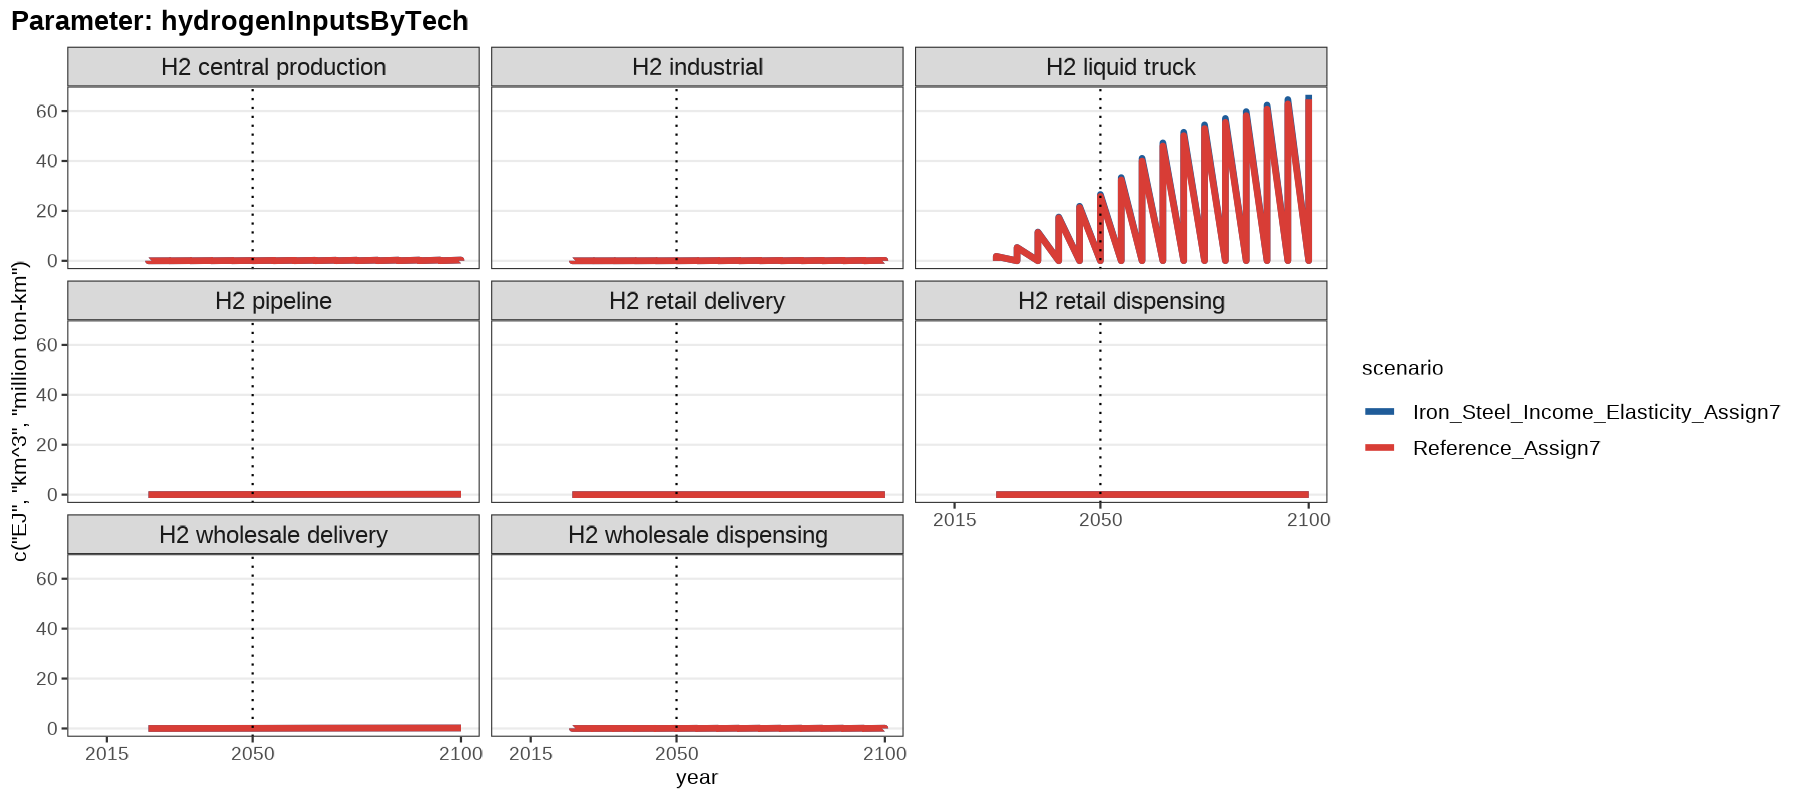 Parameter: hydrogenInputsByTech
H2 central production
H2 industrial
H2 liquid truck
60
40
20
0
H2 pipeline
H2 retail delivery
H2 retail dispensing
60
40
20
0
2015 2050 2100
H2 wholesale delivery
H2 wholesale dispensing
60
40
20
0
2015 2050 2100
2015 2050 2100
year
c("EJ", "km^3", "million ton-km")
scenario
Iron_Steel_Income_Elasticity_Assign7
Reference_Assign7